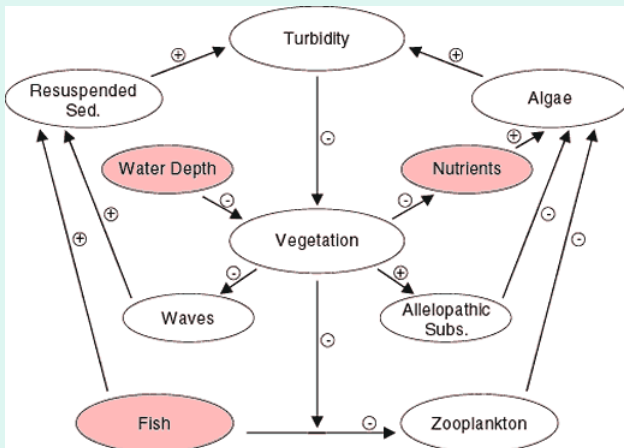 Turbidity
⊕
⊕
Resuspended
Sed.
Algae
⊖
Water Depth
Nutrients
⊕
⊖
⊖
Vegetation
⊕
⊕
⊖
⊖
⊖
⊕
Waves
Allelopathic
Subs.
⊖
⊖
Fish
Zooplankton